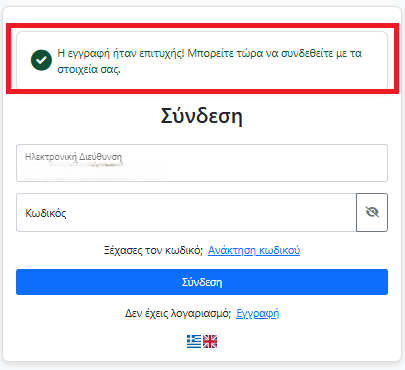 Η εγγραφή ήταν επιτυχής! Μπορείτε τώρα να συνδεθείτε με τα
στοιχεία σας.
Σύνδεση
Ηλεκτρονική Διεύθυνση
Κωδικός
Ξέχασες τον κωδικό; Ανάκτηση κωδικού
Σύνδεση
Δεν έχεις λογαριασμό; Εγγραφή